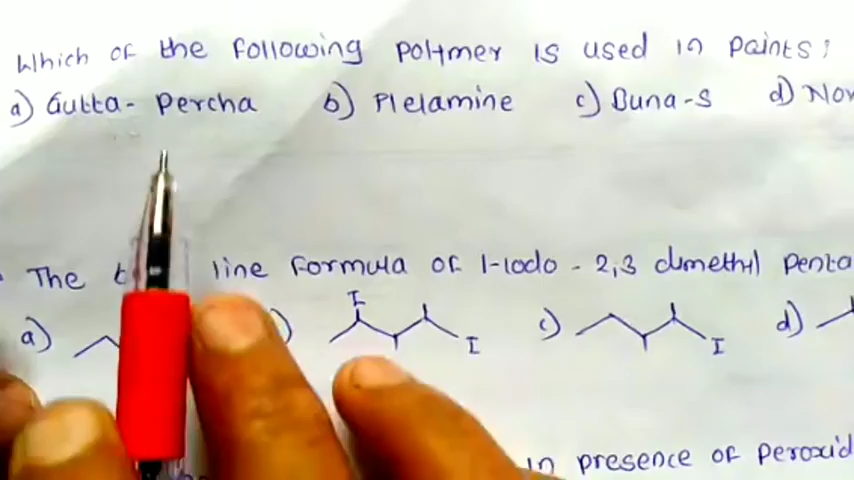 Which of the following polymer is used in paints:
a) Gutta- Percha b) Melamine c) Buna-S d) Nov
The line formula of 1-iodo - 2,3 dimethyl Penta
a) I I c) I d)
in presence of peroxid